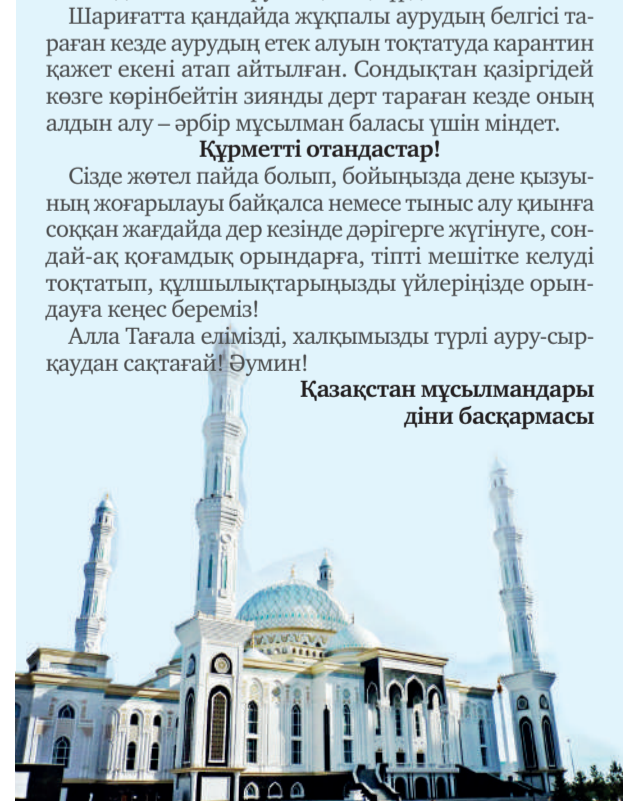 Шариғатта қандайда жұқпалы аурудың белгісі та-
раған кезде аурудың етек алуын тоқтатуда карантин
қажет екені атап айтылған. Сондықтан қазіргідей
көзге көрінбейтін зиянды дерт тараған кезде оның
алдын алу – әрбір мұсылман баласы үшін міндет.
Құрметті отандастар!
Сізде жөтел пайда болып, бойыңызда дене қызуы-
ның жоғарылауы байқалса немесе тыныс алу қиынға
соққан жағдайда дер кезінде дәрігерге жүгінуге, сон-
дай-ақ қоғамдық орындарға, тіпті мешітке келуді
тоқтатып, құлшылықтарыңызды үйлеріңізде орын-
дауға кеңес береміз!
Алла Тағала елімізді, халқымызды түрлі ауру-сыр-
қаудан сақтағай! Әумин!
Қазақстан мұсылмандары
діни басқармасы